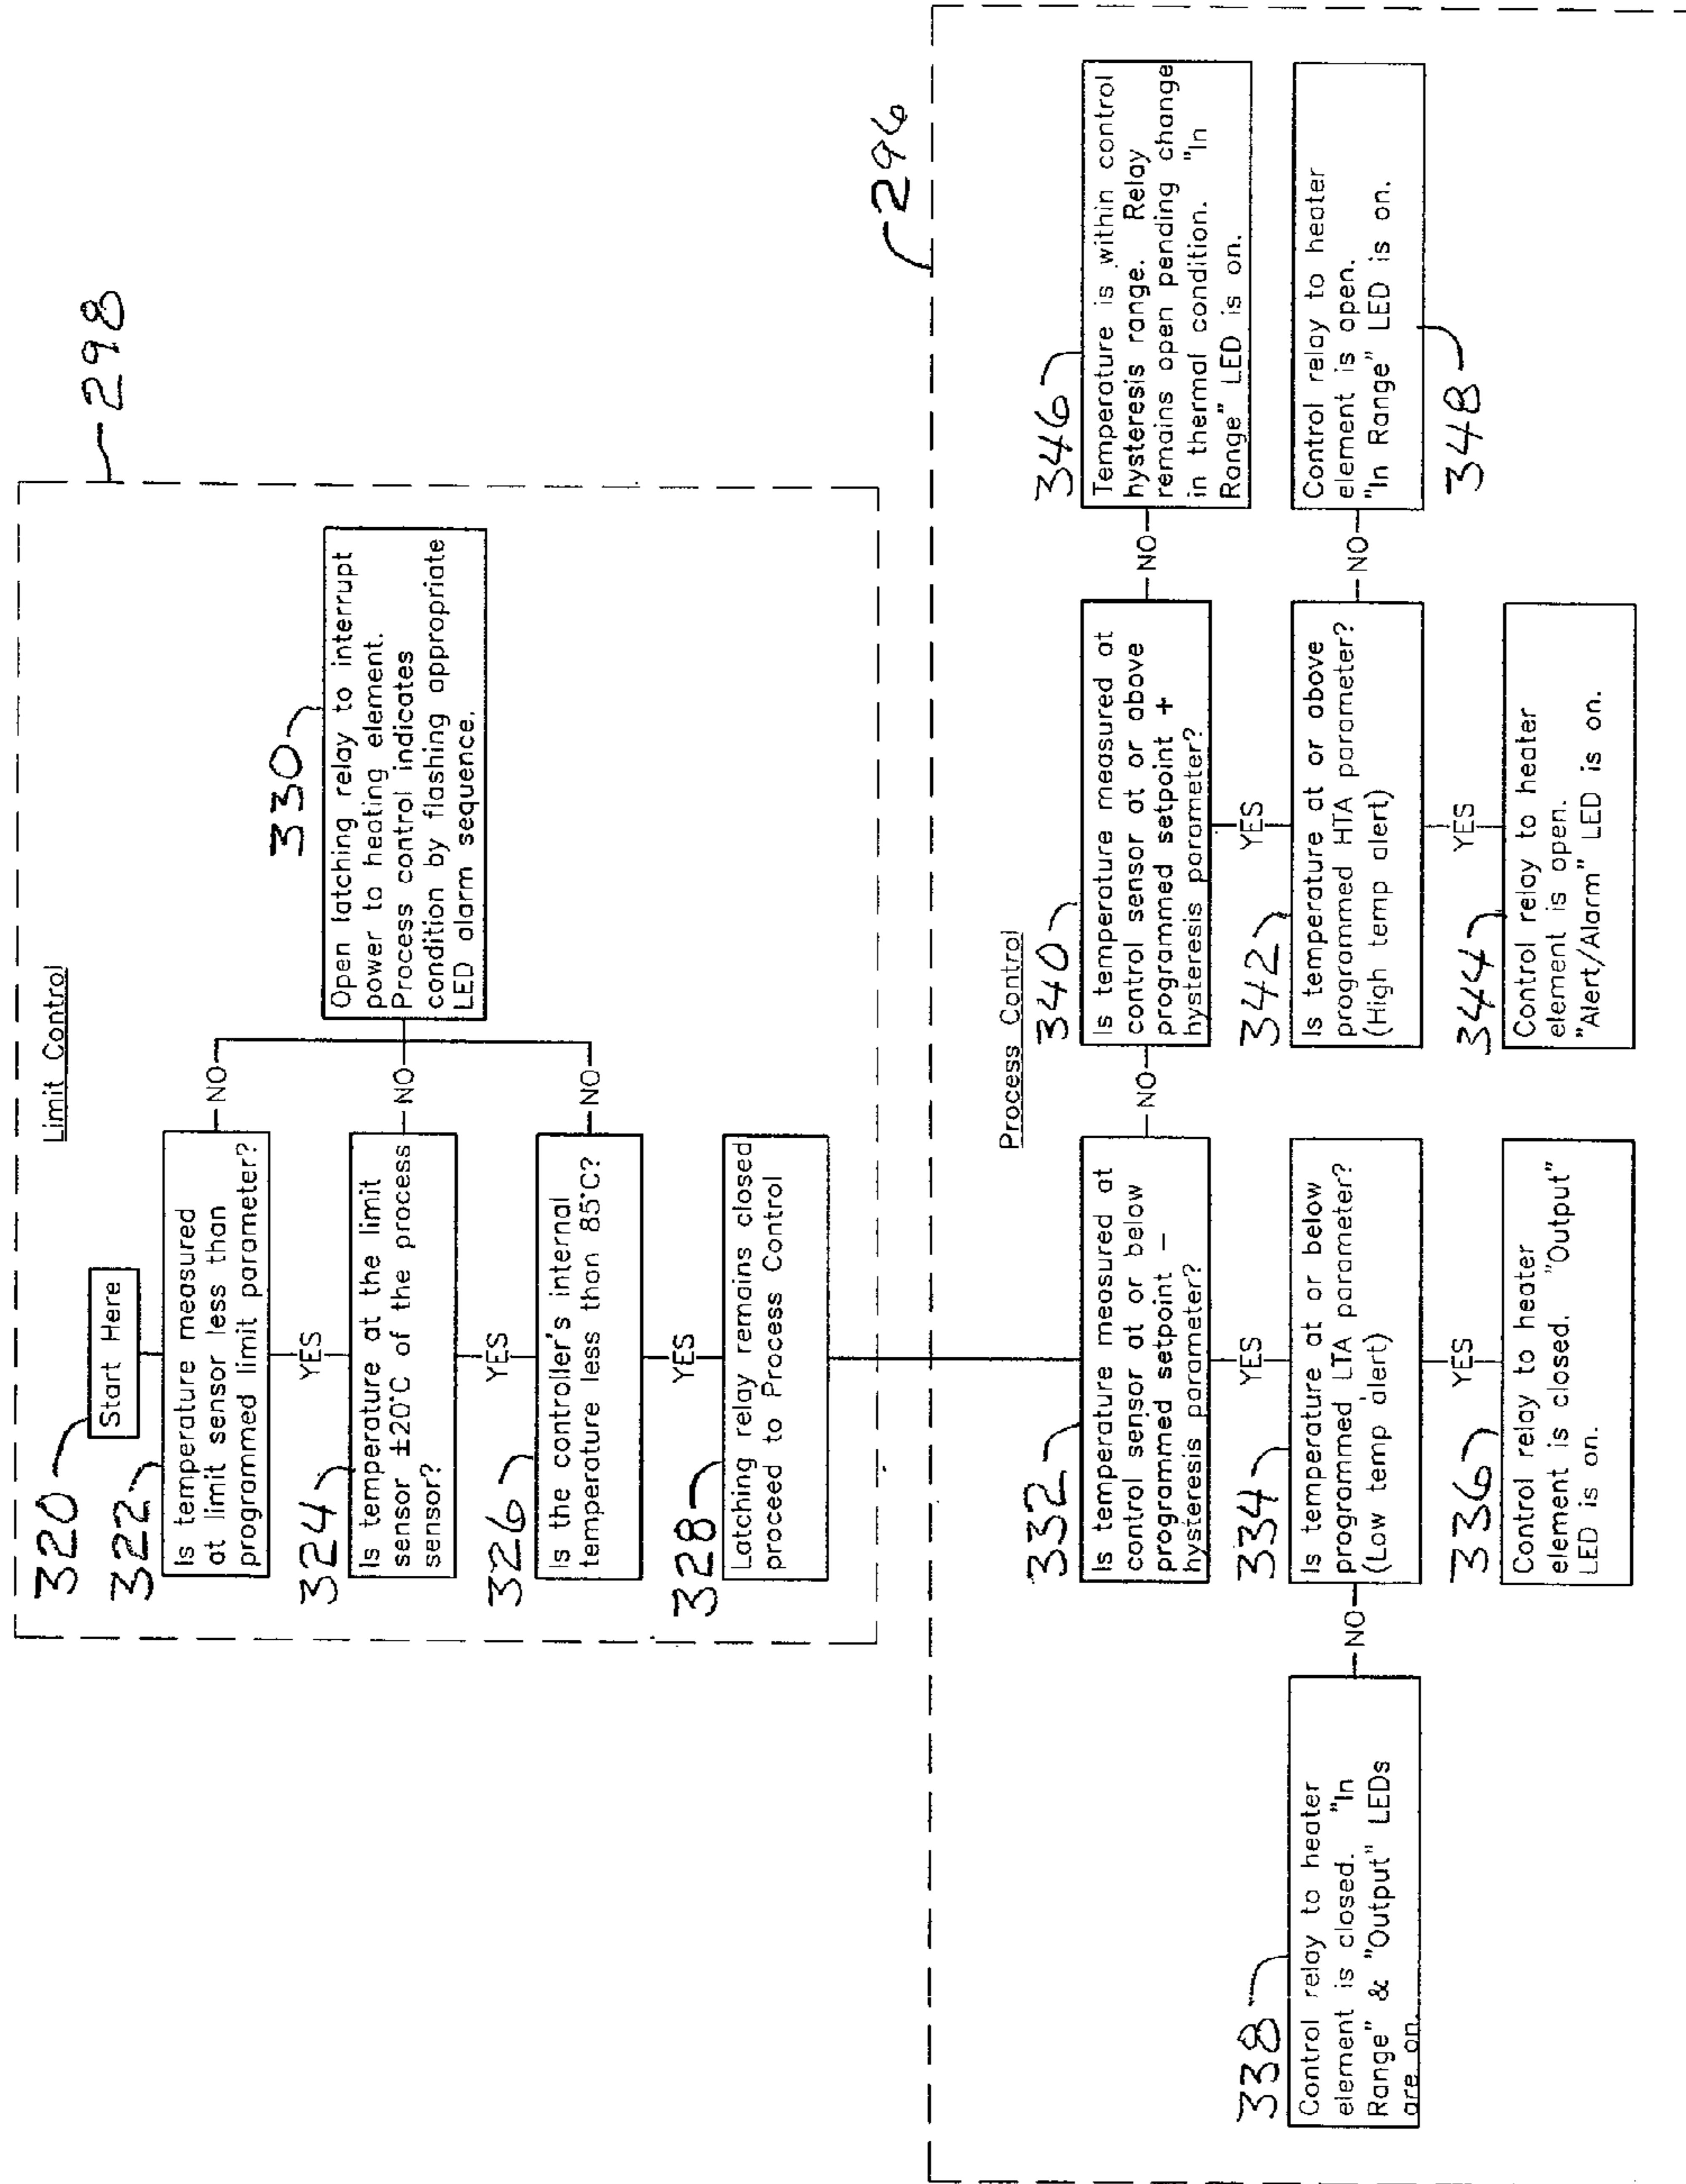 298
Limit Control
320
Start Here
322
Is temperature measured
at limit sensor less than
programmed limit parameter?
NO
YES
324
Is temperature at the limit
sensor ±20°C of the process
sensor?
NO
YES
326
Is the controller's internal
temperature less than 85°C?
NO
YES
328
Latching relay remains closed
proceed to Process Control
330
Open latching relay to interrupt
power to heating element.
Process control indicates
condition by flashing appropriate
LED alarm sequence.
296
Process Control
332
Is temperature measured at
control sensor at or below
programmed setpoint –
hysteresis parameter?
NO
YES
334
Is temperature at or below
programmed LTA parameter?
(Low temp alert)
NO
YES
336
Control relay to heater
element is closed. "Output"
LED is on.
338
Control relay to heater
element is closed. "In
Range" & "Output" LEDs
are on.
340
Is temperature measured at
control sensor at or above
programmed setpoint +
hysteresis parameter?
NO
YES
342
Is temperature at or above
programmed HTA parameter?
(High temp alert)
NO
YES
344
Control relay to heater
element is open.
"Alert/Alarm" LED is on.
346
Temperature is within control
hysteresis range. Relay
remains open pending change
in thermal condition. "In
Range" LED is on.
348
Control relay to heater
element is open.
"In Range" LED is on.